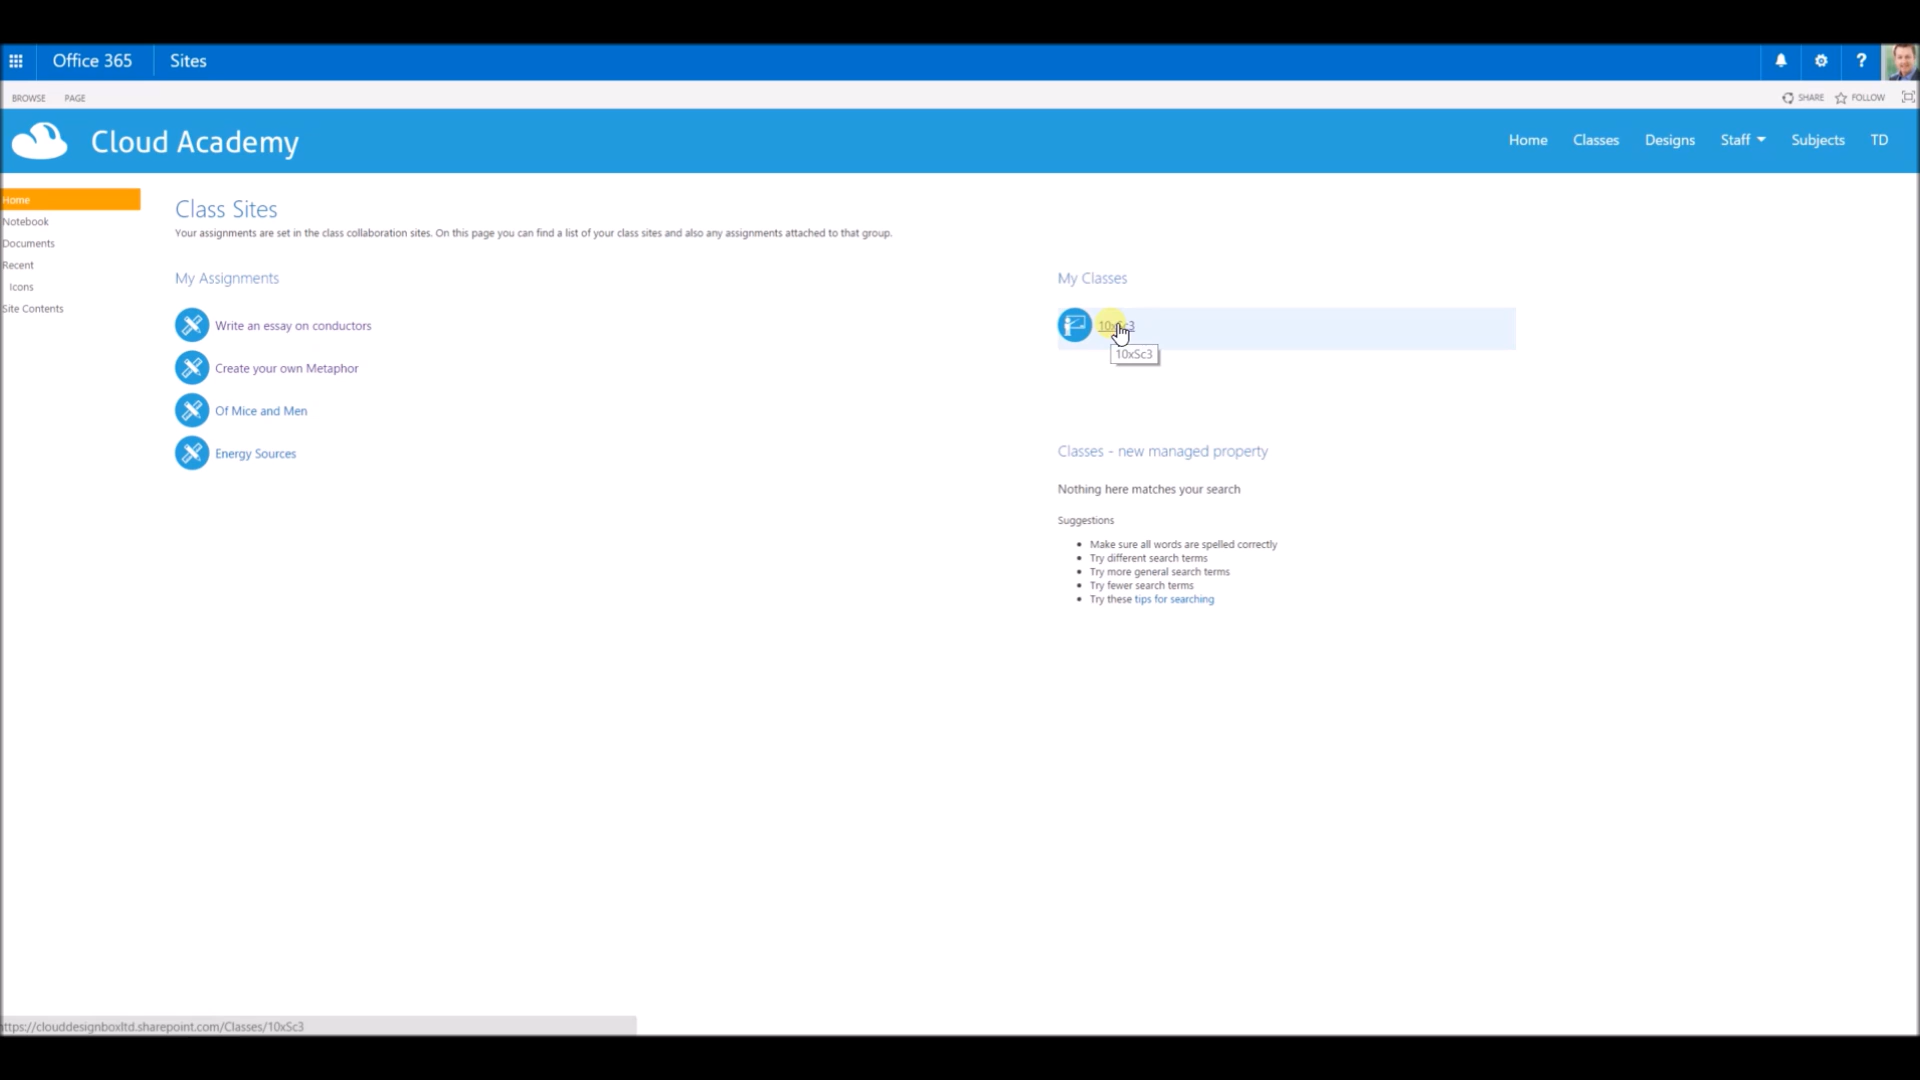 Office 365
Sites
?
BROWSE
PAGE
SHARE
FOLLOW
Cloud Academy
Home
Classes
Designs
Staff
Subjects
TD
Home
Notebook
Documents
Recent
Icons
Site Contents
Class Sites
Your assignments are set in the class collaboration sites. On this page you can find a list of your class sites and also any assignments attached to that group.
My Assignments
Write an essay on conductors
Create your own Metaphor
Of Mice and Men
Energy Sources
My Classes
10xSc3
10xSc3
Classes - new managed property
Nothing here matches your search
Suggestions
Make sure all words are spelled correctly
Try different search terms
Try more general search terms
Try fewer search terms
Try these tips for searching
ttps://clouddesignboxltd.sharepoint.com/Classes/10xSc3